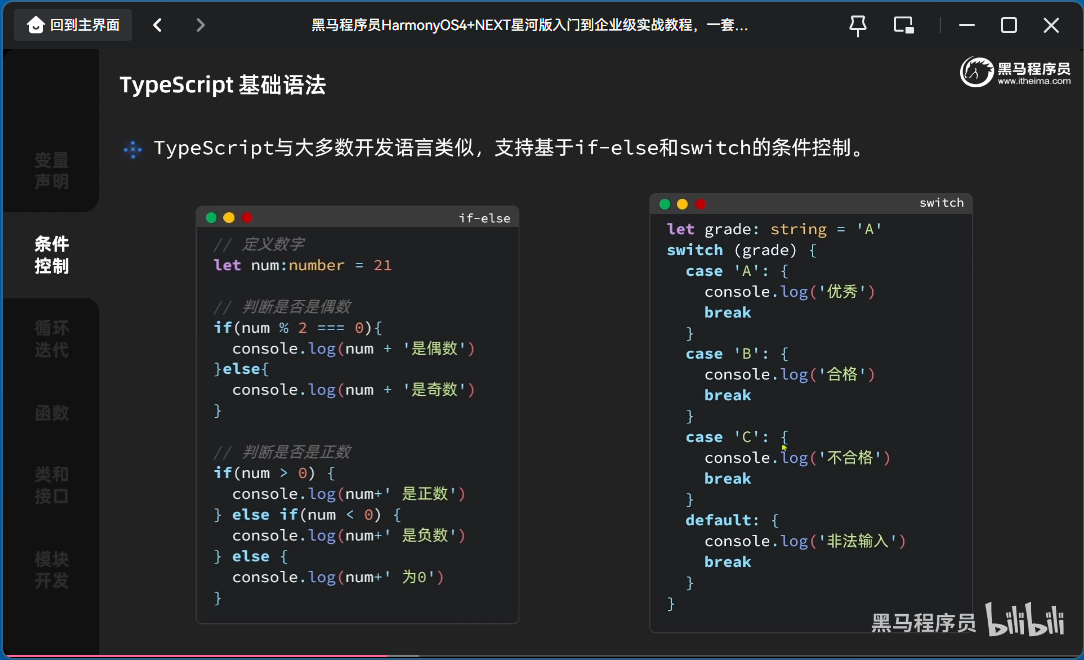 回到主界面
黑马程序员HarmonyOS4+NEXT星河版入门到企业级实战教程，一套...
黑马程序员
www.itheima.com
TypeScript 基础语法
变量
声明
条件
控制
循环
迭代
函数
类和
接口
模块
开发
TypeScript与大多数开发语言类似，支持基于if-else和switch的条件控制。
if-else
// 定义数字
let num:number = 21
// 判断是否是偶数
if(num % 2 === 0){
console.log(num + '是偶数')
}else{
console.log(num + '是奇数')
}
// 判断是否是正数
if(num > 0) {
console.log(num+' 是正数')
} else if(num < 0) {
console.log(num+' 是负数')
} else {
console.log(num+' 为0')
}
switch
let grade: string = 'A'
switch (grade) {
case 'A': {
console.log('优秀')
break
}
case 'B': {
console.log('合格')
break
}
case 'C': {
console.log('不合格')
break
}
default: {
console.log('非法输入')
break
}
}
黑马程序员 bilibili